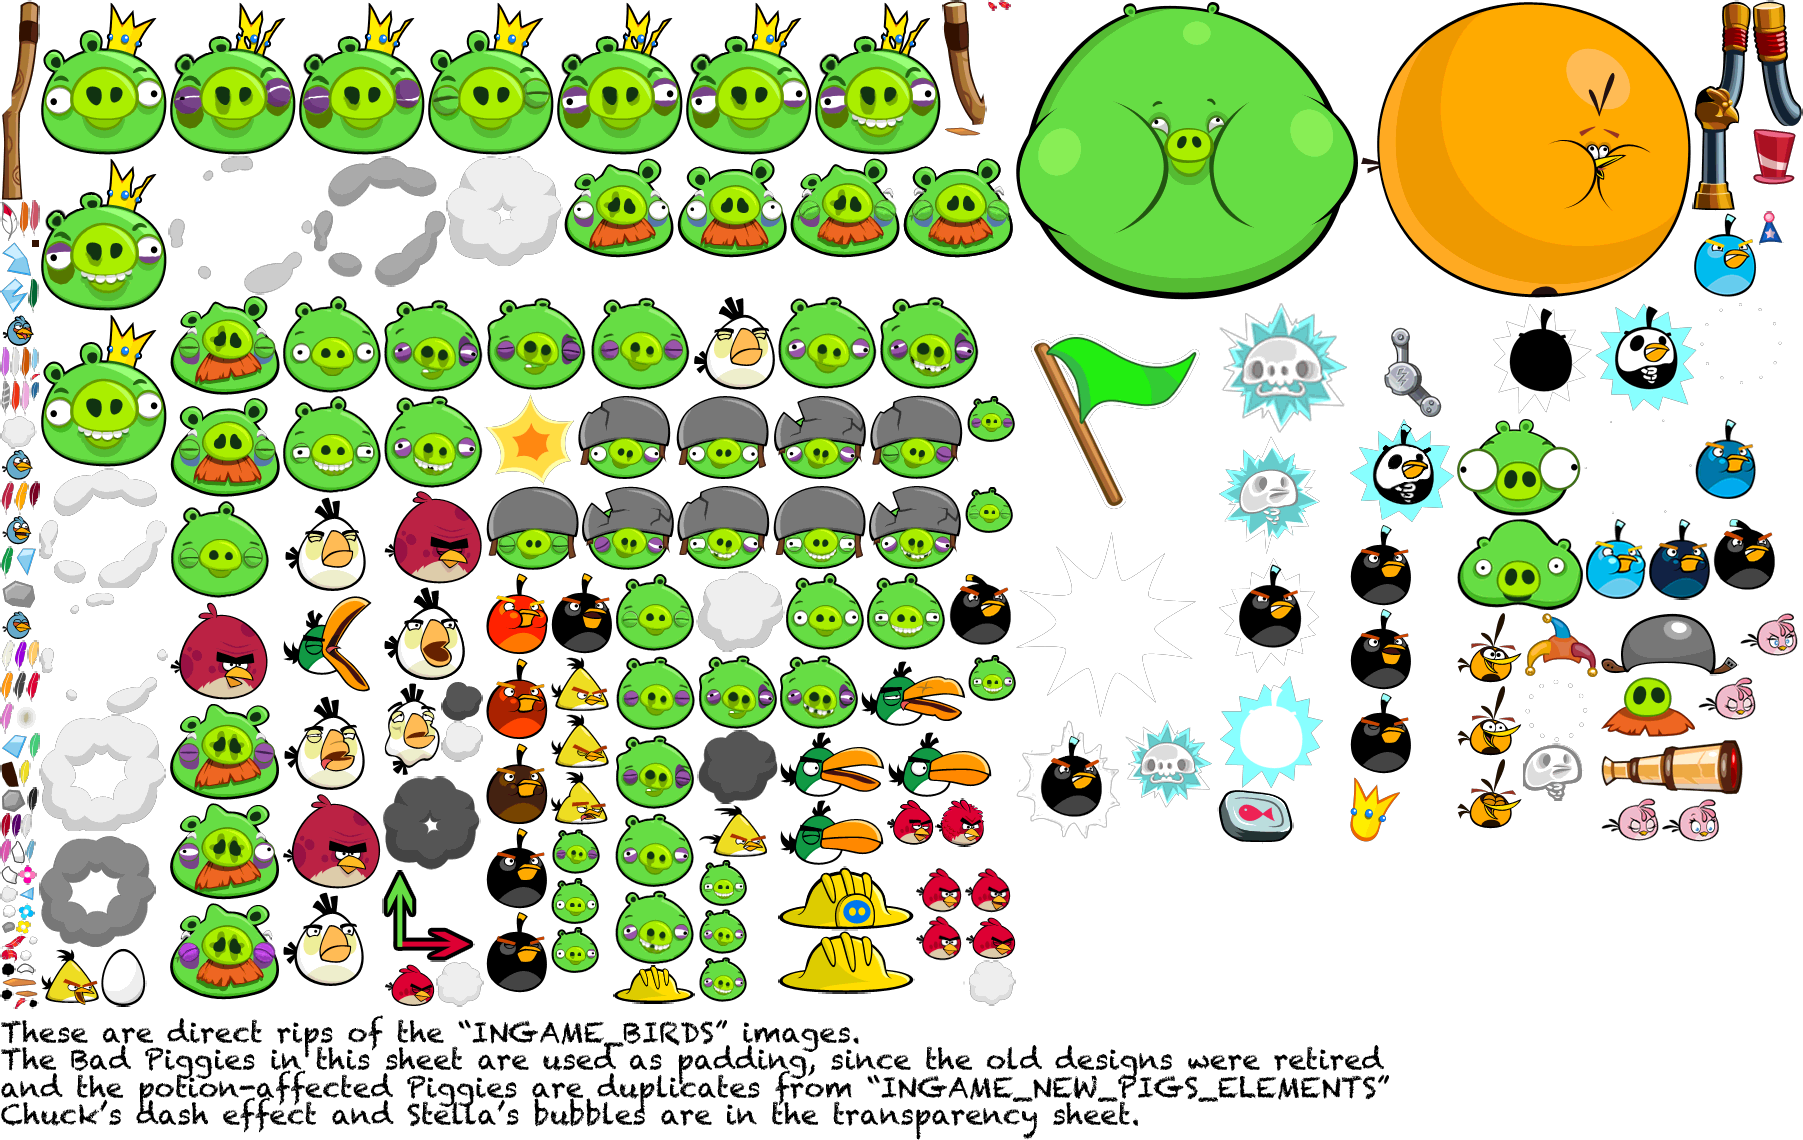 These are direct rips of the “INGAME_BIRDS” images.
The Bad Piggies in this sheet are used as padding, since the old designs were retired
and the potion-affected Piggies are duplicates from “INGAME_NEW_PIGS_ELEMENTS”
Chuck’s dash effect and Stella’s bubbles are in the transparency sheet.